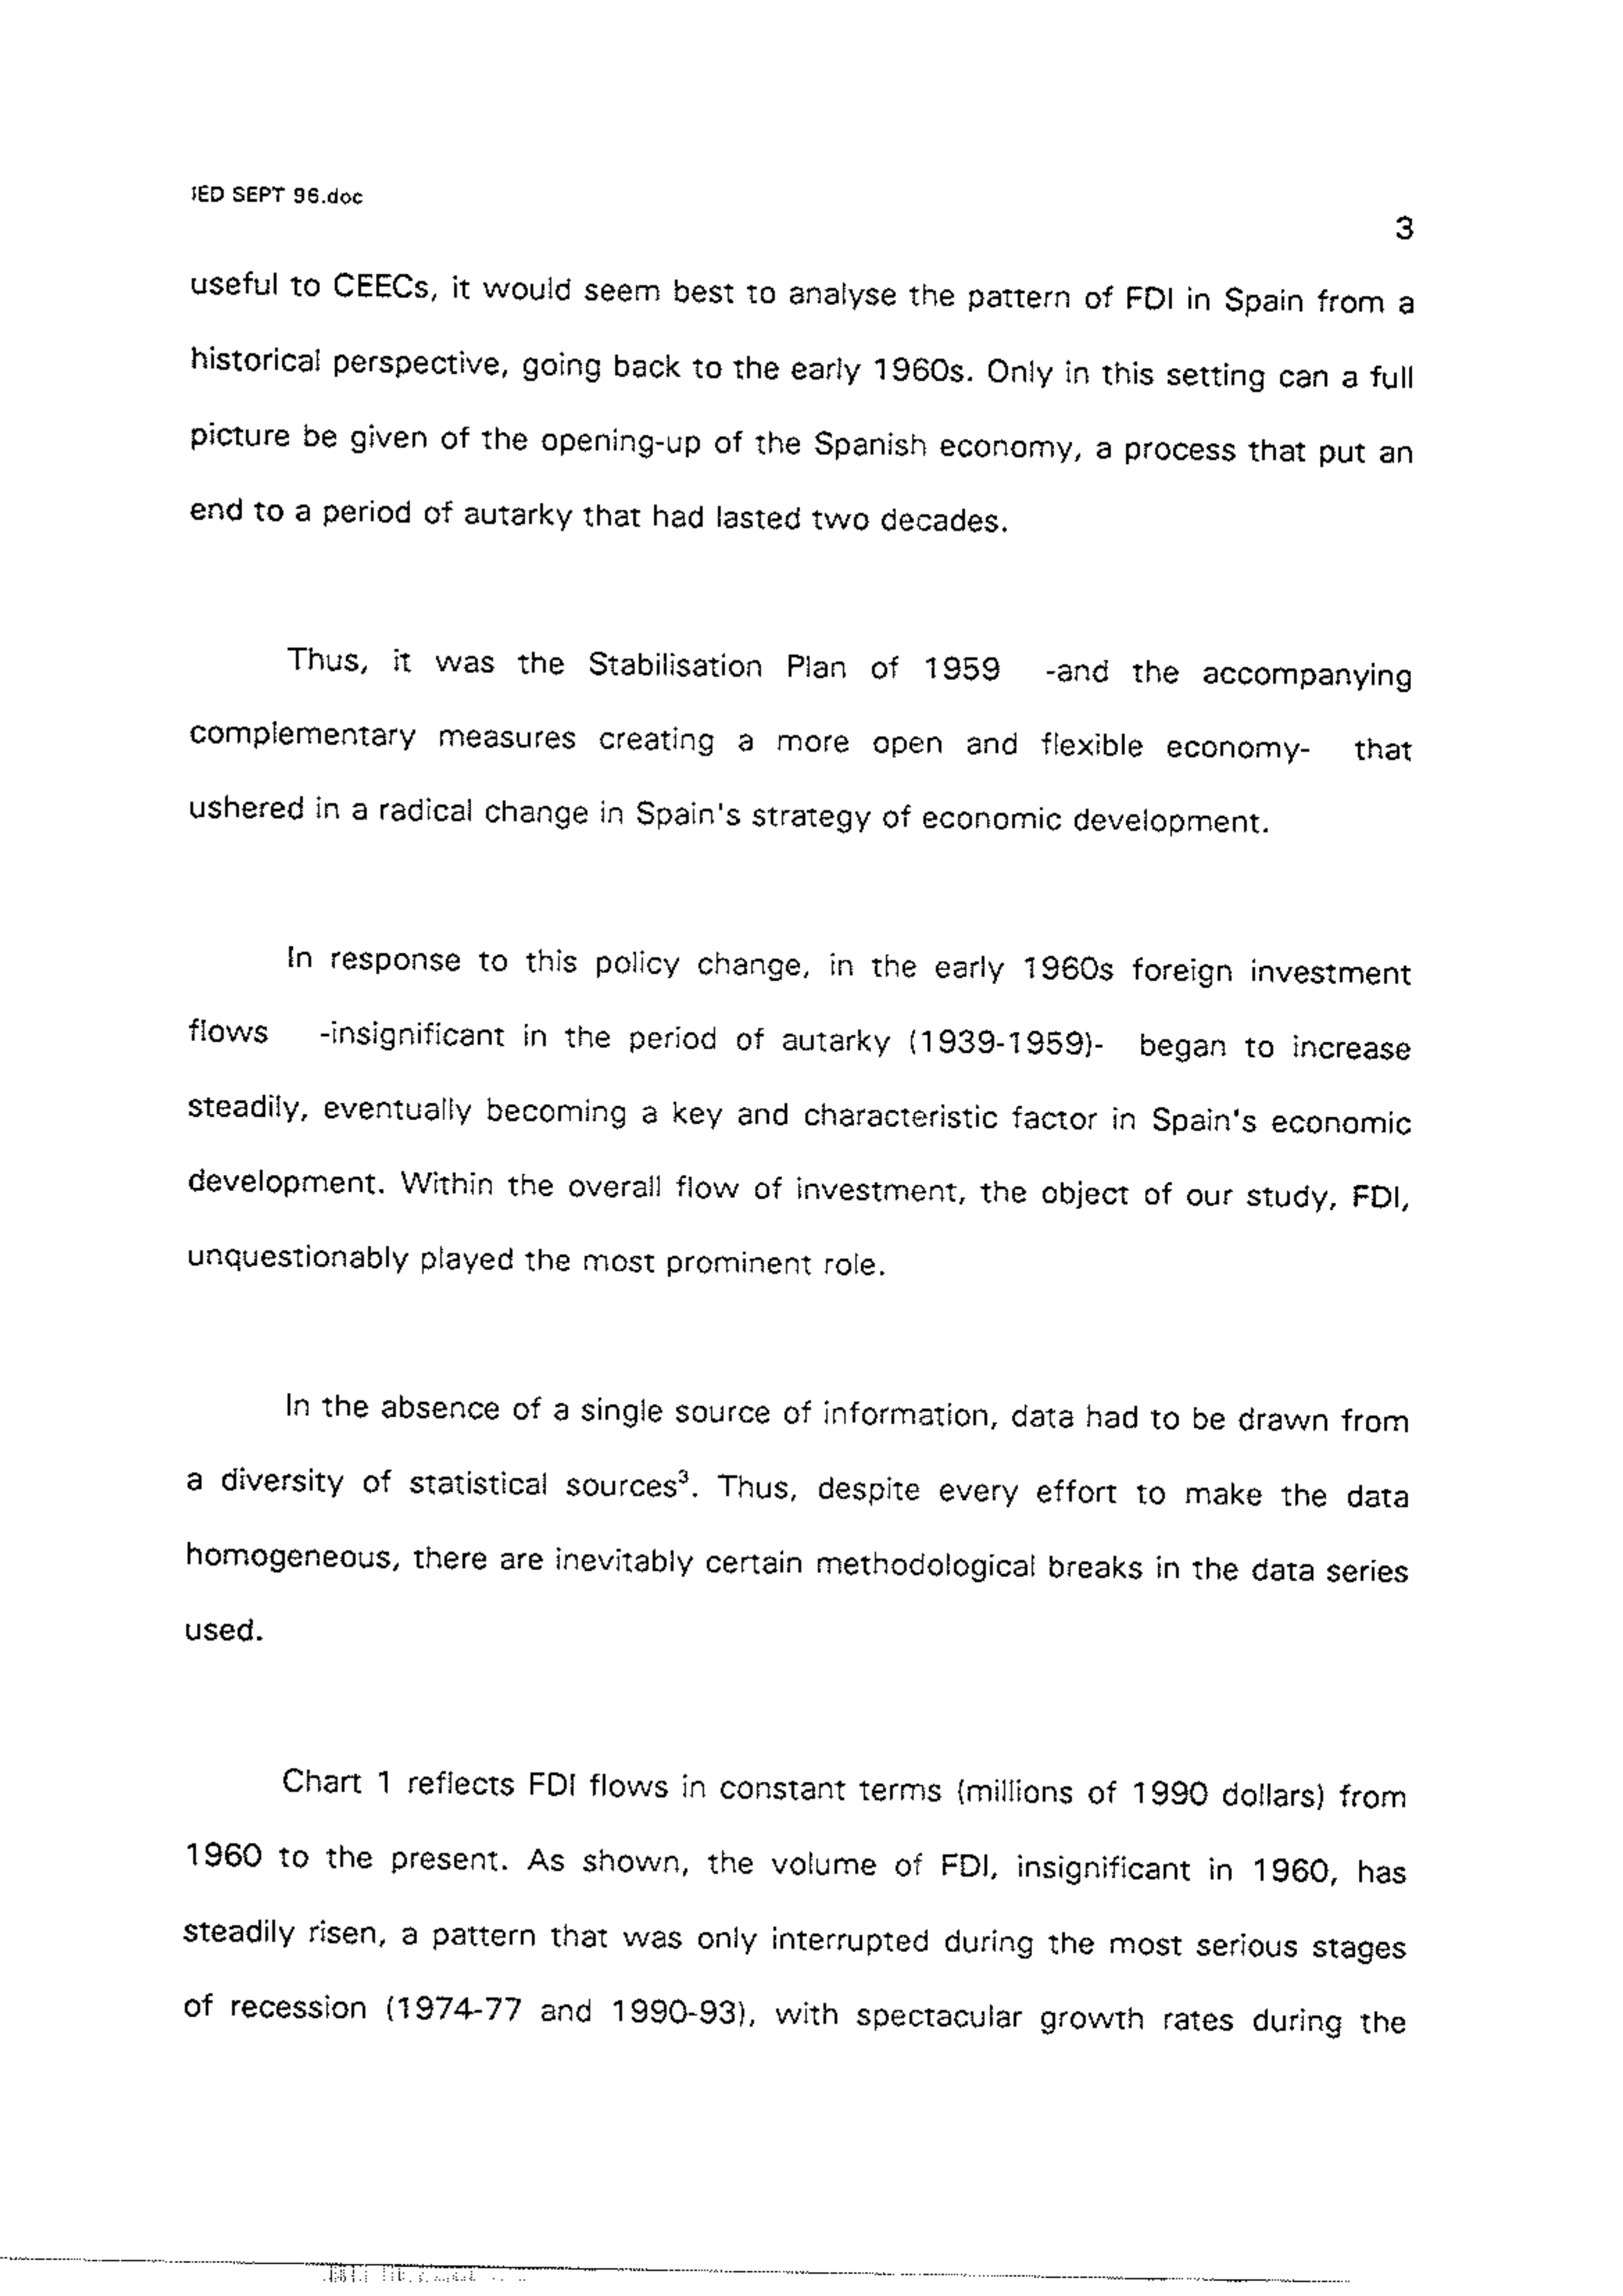 IED SEPT 96.doc
3
useful to CEECs, it would seem best to analyse the pattern of FDI in Spain from a
historical perspective, going back to the early 1960s. Only in this setting can a full
picture be given of the opening-up of the Spanish economy, a process that put an
end to a period of autarky that had lasted two decades.
Thus, it was the Stabilisation Plan of 1959 -and the accompanying
complementary measures creating a more open and flexible economy- that
ushered in a radical change in Spain's strategy of economic development.
In response to this policy change, in the early 1960s foreign investment
flows -insignificant in the period of autarky (1939-1959)- began to increase
steadily, eventually becoming a key and characteristic factor in Spain's economic
development. Within the overall flow of investment, the object of our study, FDI,
unquestionably played the most prominent role.
In the absence of a single source of information, data had to be drawn from
a diversity of statistical sources³. Thus, despite every effort to make the data
homogeneous, there are inevitably certain methodological breaks in the data series
used.
Chart 1 reflects FDI flows in constant terms (millions of 1990 dollars) from
1960 to the present. As shown, the volume of FDI, insignificant in 1960, has
steadily risen, a pattern that was only interrupted during the most serious stages
of recession (1974-77 and 1990-93), with spectacular growth rates during the